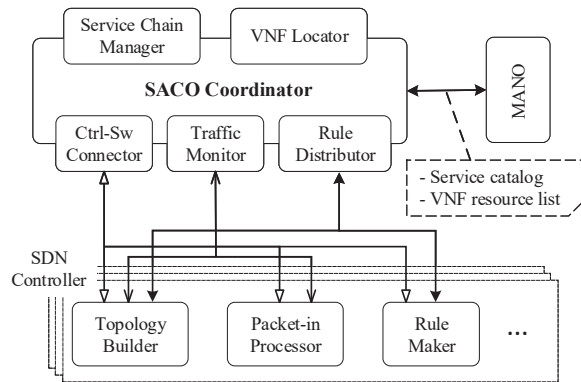 Service Chain
Manager
VNF Locator
SACO Coordinator
MANO
Ctrl-Sw
Connector
Traffic
Monitor
Rule
Distributor
- Service catalog
- VNF resource list
SDN
Controller
Topology
Builder
Packet-in
Processor
Rule
Maker
...